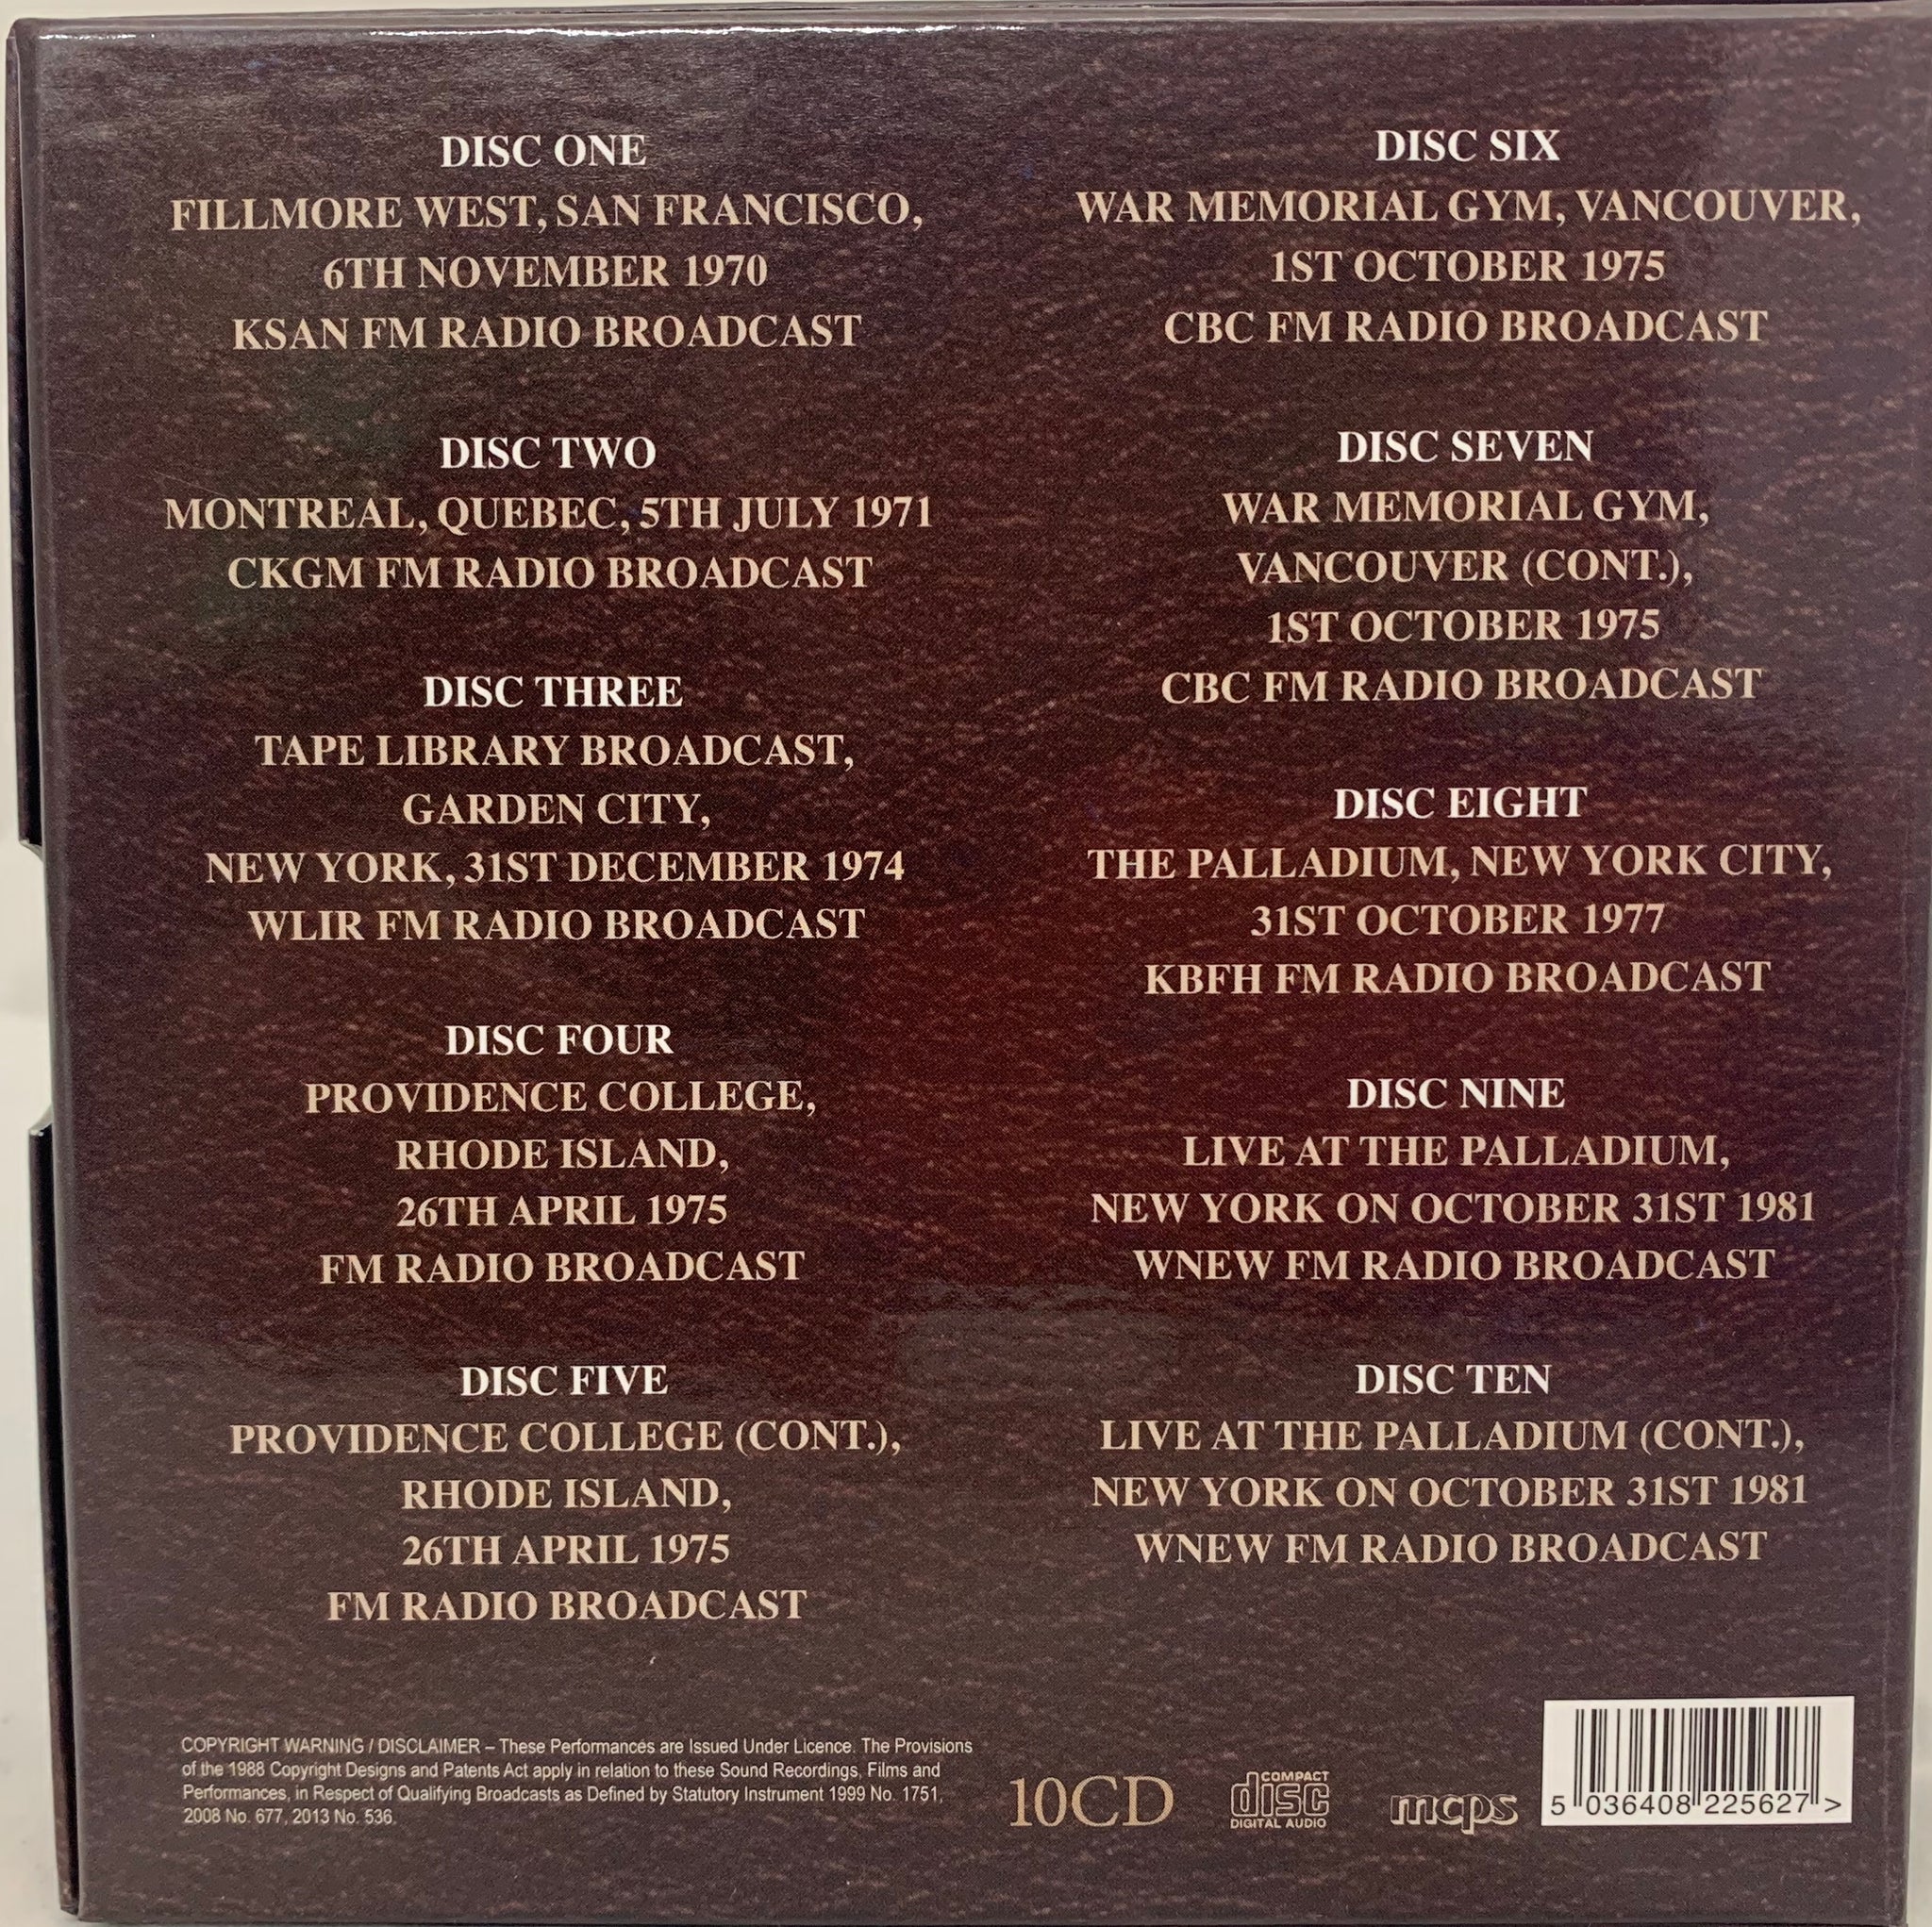 DISC ONE
FILLMORE WEST, SAN FRANCISCO,
6TH NOVEMBER 1970
KSAN FM RADIO BROADCAST
DISC TWO
MONTREAL, QUEBEC, 5TH JULY 1971
CKGM FM RADIO BROADCAST
DISC THREE
TAPE LIBRARY BROADCAST,
GARDEN CITY,
NEW YORK, 31ST DECEMBER 1974
WLIR FM RADIO BROADCAST
DISC FOUR
PROVIDENCE COLLEGE,
RHODE ISLAND,
26TH APRIL 1975
FM RADIO BROADCAST
DISC FIVE
PROVIDENCE COLLEGE (CONT.),
RHODE ISLAND,
26TH APRIL 1975
FM RADIO BROADCAST
DISC SIX
WAR MEMORIAL GYM, VANCOUVER,
1ST OCTOBER 1975
CBC FM RADIO BROADCAST
DISC SEVEN
WAR MEMORIAL GYM,
VANCOUVER (CONT.),
1ST OCTOBER 1975
CBC FM RADIO BROADCAST
DISC EIGHT
THE PALLADIUM, NEW YORK CITY,
31ST OCTOBER 1977
KBFH FM RADIO BROADCAST
DISC NINE
LIVE AT THE PALLADIUM,
NEW YORK ON OCTOBER 31ST 1981
WNEW FM RADIO BROADCAST
DISC TEN
LIVE AT THE PALLADIUM (CONT.),
NEW YORK ON OCTOBER 31ST 1981
WNEW FM RADIO BROADCAST
COPYRIGHT WARNING / DISCLAIMER – These Performances are Issued Under Licence. The Provisions
of the 1988 Copyright Designs and Patents Act apply in relation to these Sound Recordings, Films and
Performances, in Respect of Qualifying Broadcasts as Defined by Statutory Instrument 1999 No. 1751,
2008 No. 677, 2013 No. 536.
10CD
COMPACT
disc
DIGITAL AUDIO
mcps
5 036408 225627 >